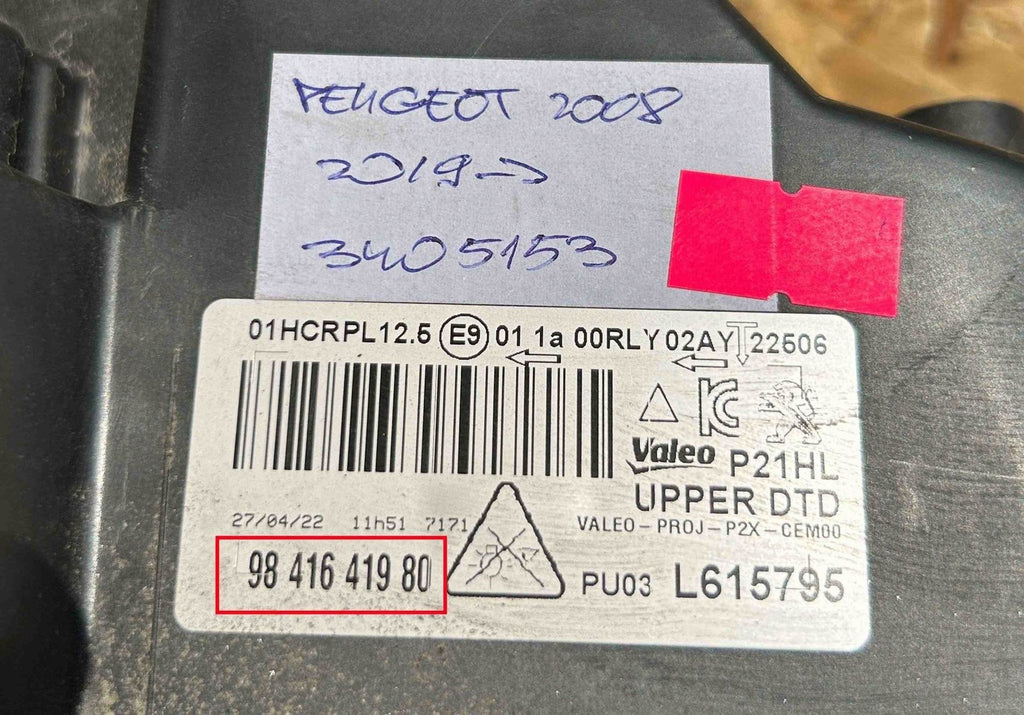 PEUGEOT 2008
2019->
3405153
01HCRPL12.5 E9 01 1a 00RLY 02AY 22506
KC
Valeo P21HL
UPPER DTD
27/04/22 11h51 7171
VALEO-PROJ-P2X-CEM00
98 416 419 80
PU03 L615795